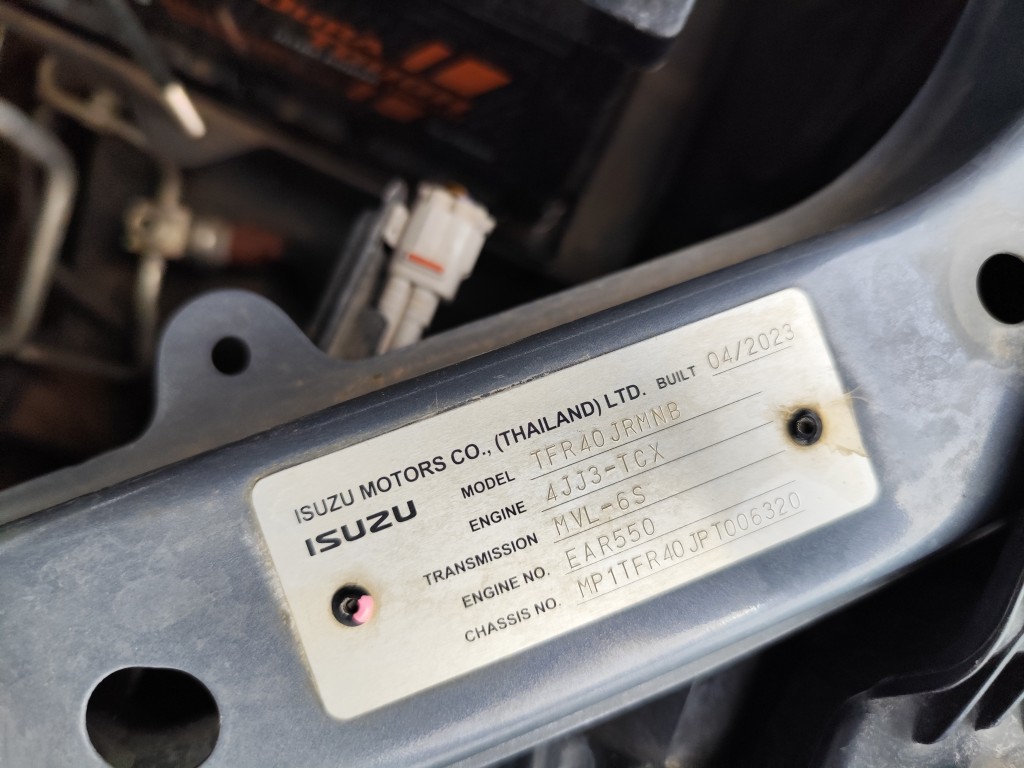 ISUZU MOTORS CO., (THAILAND) LTD. BUILT 04/2023
ISUZU
MODEL TFR40JRMNB
ENGINE 4JJ3-TCX
TRANSMISSION MVL-6S
ENGINE NO. EAR550
CHASSIS NO. MP1TFR40JPT006320